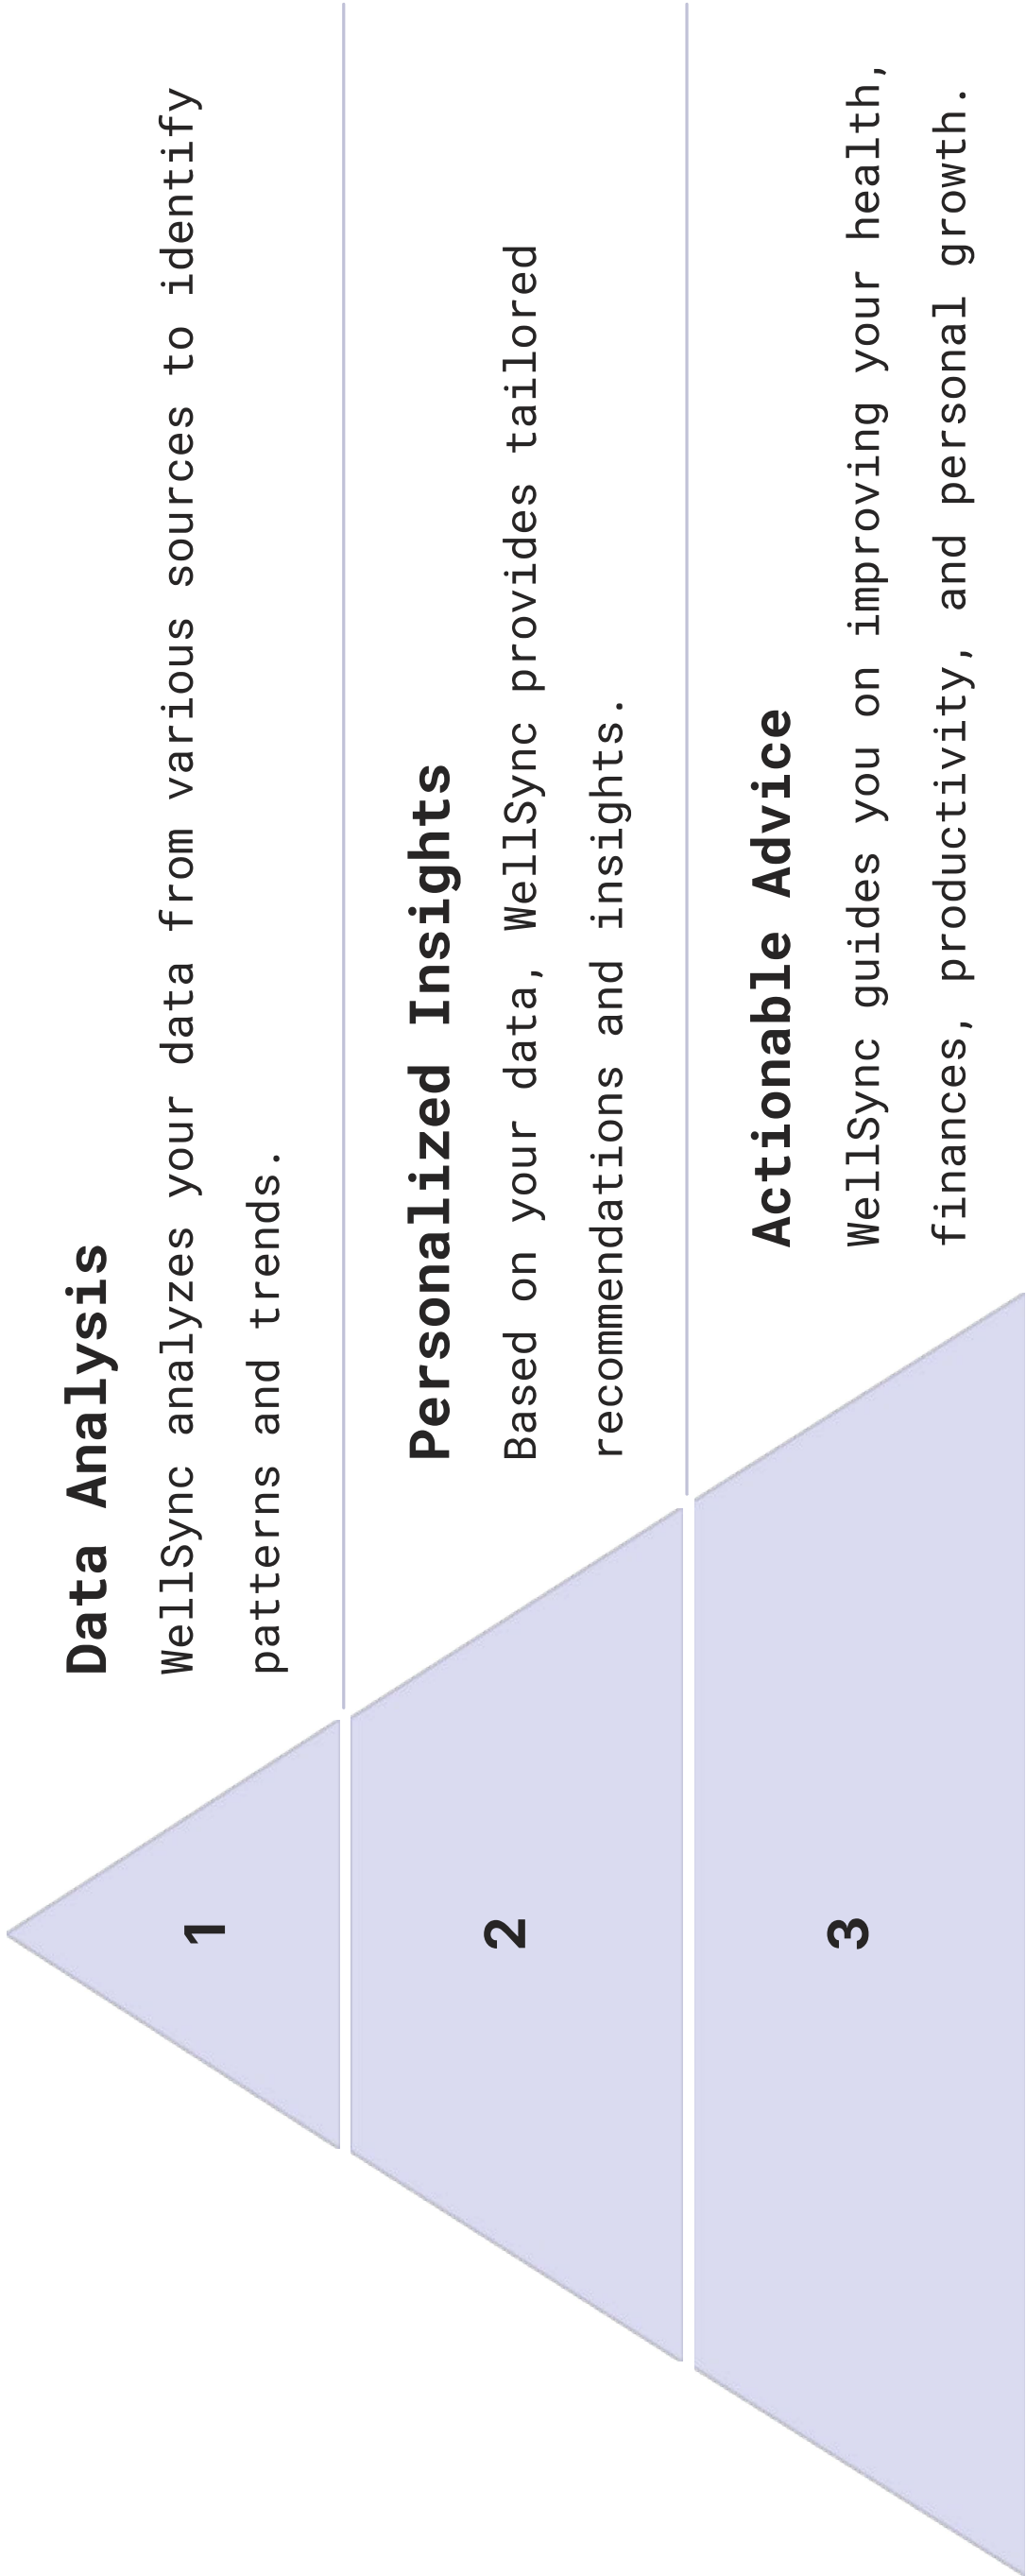 1
Data Analysis
WellSync analyzes your data from various sources to identify
patterns and trends.
2
Personalized Insights
Based on your data, WellSync provides tailored
recommendations and insights.
3
Actionable Advice
WellSync guides you on improving your health,
finances, productivity, and personal growth.